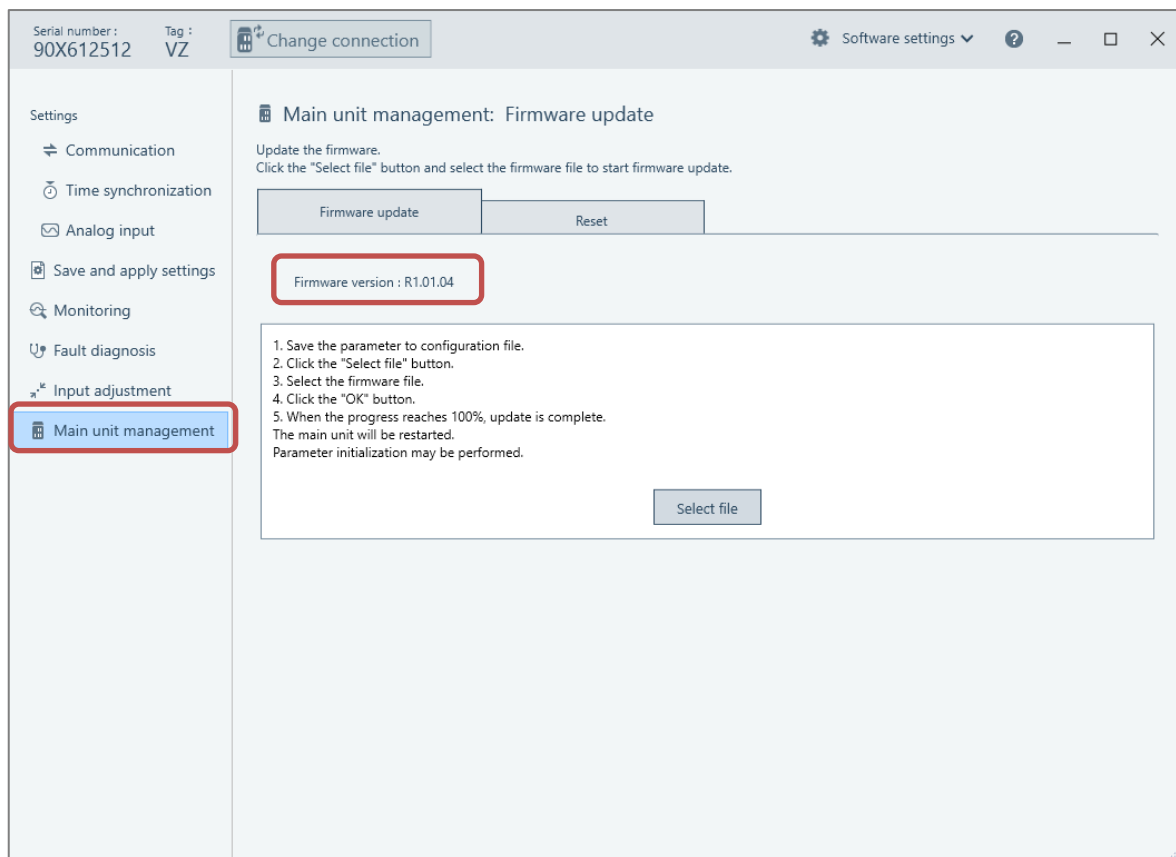 Serial number :
90X612512
Tag :
VZ
Change connection
Software settings
?
Settings
Communication
Time synchronization
Analog input
Save and apply settings
Monitoring
Fault diagnosis
Input adjustment
Main unit management
Main unit management: Firmware update
Update the firmware.
Click the "Select file" button and select the firmware file to start firmware update.
Firmware update
Reset
Firmware version : R1.01.04
1. Save the parameter to configuration file.
2. Click the "Select file" button.
3. Select the firmware file.
4. Click the "OK" button.
5. When the progress reaches 100%, update is complete.
The main unit will be restarted.
Parameter initialization may be performed.
Select file